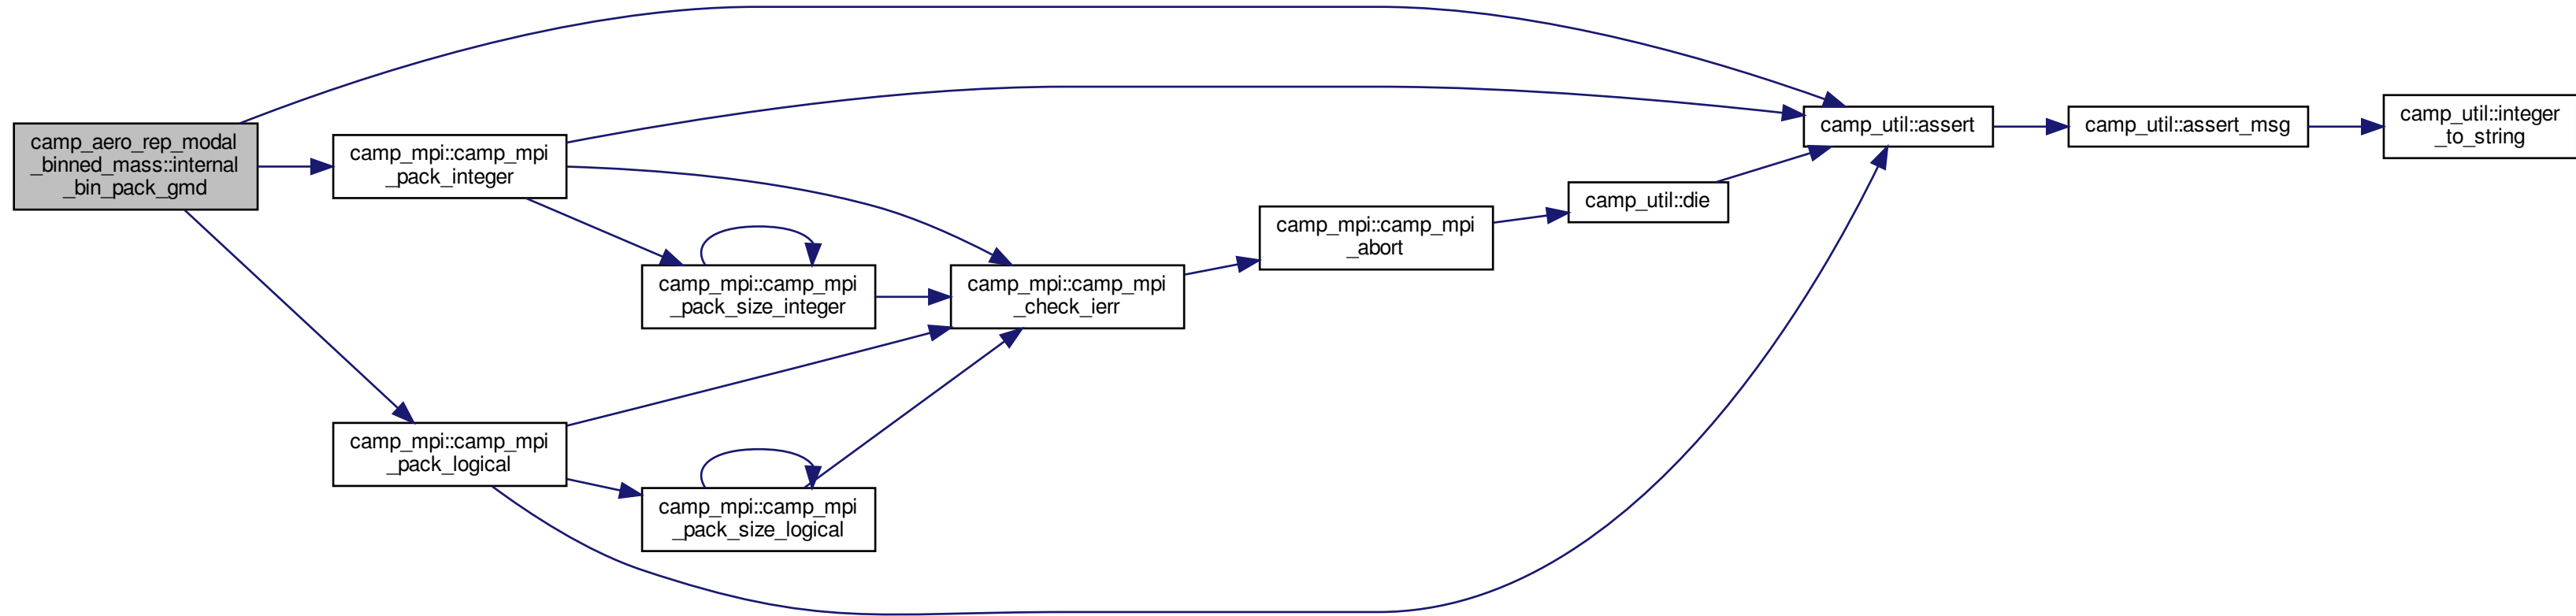 camp_aero_rep_modal
_binned_mass::internal
_bin_pack_gmd
camp_mpi::camp_mpi
_pack_integer
camp_mpi::camp_mpi
_pack_size_integer
camp_mpi::camp_mpi
_check_ierr
camp_mpi::camp_mpi
_abort
camp_util::die
camp_util::assert
camp_util::assert_msg
camp_util::integer
_to_string
camp_mpi::camp_mpi
_pack_logical
camp_mpi::camp_mpi
_pack_size_logical